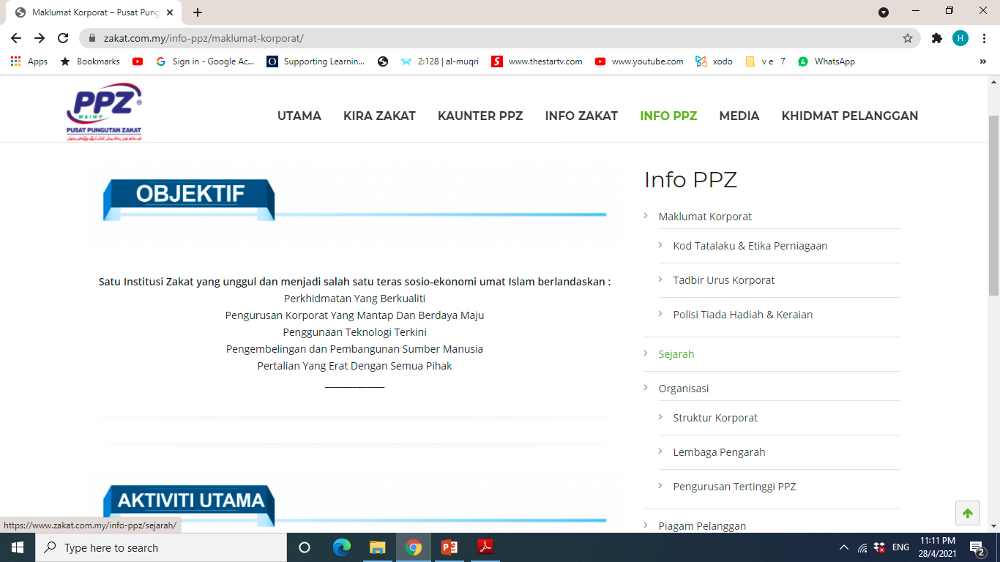 Maklumat Korporat – Pusat Pung
zakat.com.my/info-ppz/maklumat-korporat/
H
Apps
Bookmarks
Sign in - Google Ac...
Supporting Learnin...
2:128 | al-muqri
www.thestartv.com
www.youtube.com
xodo
v e 7
WhatsApp
»
PPZ
MAIWP
PUSAT PUNGUTAN ZAKAT
UTAMA
KIRA ZAKAT
KAUNTER PPZ
INFO ZAKAT
INFO PPZ
MEDIA
KHIDMAT PELANGGAN
OBJEKTIF
Satu Institusi Zakat yang unggul dan menjadi salah satu teras sosio-ekonomi umat Islam berlandaskan :
Perkhidmatan Yang Berkualiti
Pengurusan Korporat Yang Mantap Dan Berdaya Maju
Penggunaan Teknologi Terkini
Pengembelingan dan Pembangunan Sumber Manusia
Pertalian Yang Erat Dengan Semua Pihak
_____________
AKTIVITI UTAMA
Info PPZ
Maklumat Korporat
Kod Tatalaku & Etika Perniagaan
Tadbir Urus Korporat
Polisi Tiada Hadiah & Keraian
Sejarah
Organisasi
Struktur Korporat
Lembaga Pengarah
Pengurusan Tertinggi PPZ
Piagam Pelanggan
https://www.zakat.com.my/info-ppz/sejarah/
Type here to search
ENG
11:11 PM
28/4/2021
2